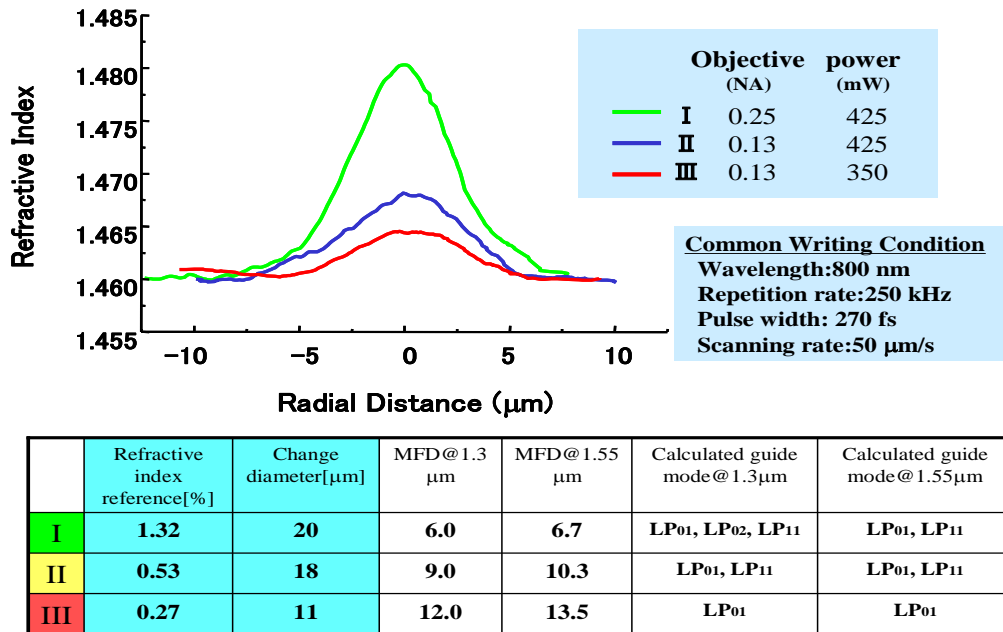 1.485
1.480
1.475
1.470
1.465
1.460
1.455
Refractive Index
−10 −5 0 5 10
Radial Distance (μm)
Objective power
(NA) (mW)
I 0.25 425
II 0.13 425
III 0.13 350
Common Writing Condition
Wavelength:800 nm
Repetition rate:250 kHz
Pulse width: 270 fs
Scanning rate:50 μm/s
Refractive index reference[%] Change diameter[μm] MFD@1.3 μm MFD@1.55 μm Calculated guide mode@1.3μm Calculated guide mode@1.55μm
I 1.32 20 6.0 6.7 LP01, LP02, LP11 LP01, LP11
II 0.53 18 9.0 10.3 LP01, LP11 LP01, LP11
III 0.27 11 12.0 13.5 LP01 LP01